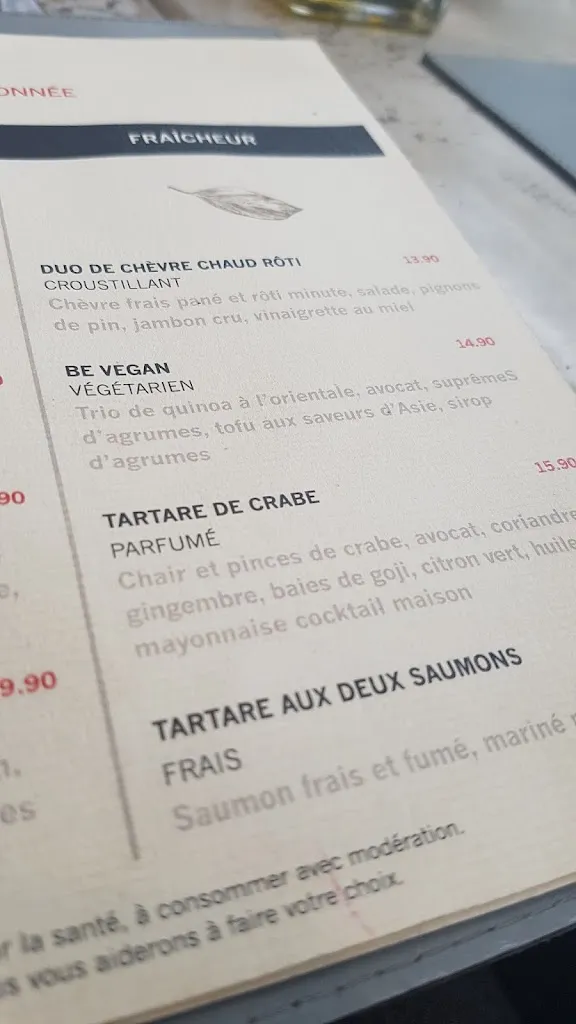 ONNÉE
FRAÎCHEUR
DUO DE CHÈVRE CHAUD RÔTI 13.90
CROUSTILLANT
Chèvre frais pané et rôti minute, salade, pignons
de pin, jambon cru, vinaigrette au miel
BE VEGAN 14.90
VÉGÉTARIEN
Trio de quinoa à l'orientale, avocat, suprêmeS
d'agrumes, tofu aux saveurs d'Asie, sirop
d'agrumes
TARTARE DE CRABE 15.90
PARFUMÉ
Chair et pinces de crabe, avocat, coriandre
gingembre, baies de goji, citron vert, huile
mayonnaise cocktail maison
TARTARE AUX DEUX SAUMONS
FRAIS
Saumon frais et fumé, mariné
90
9.90
es
r la santé, à consommer avec modération.
is vous aiderons à faire votre choix.